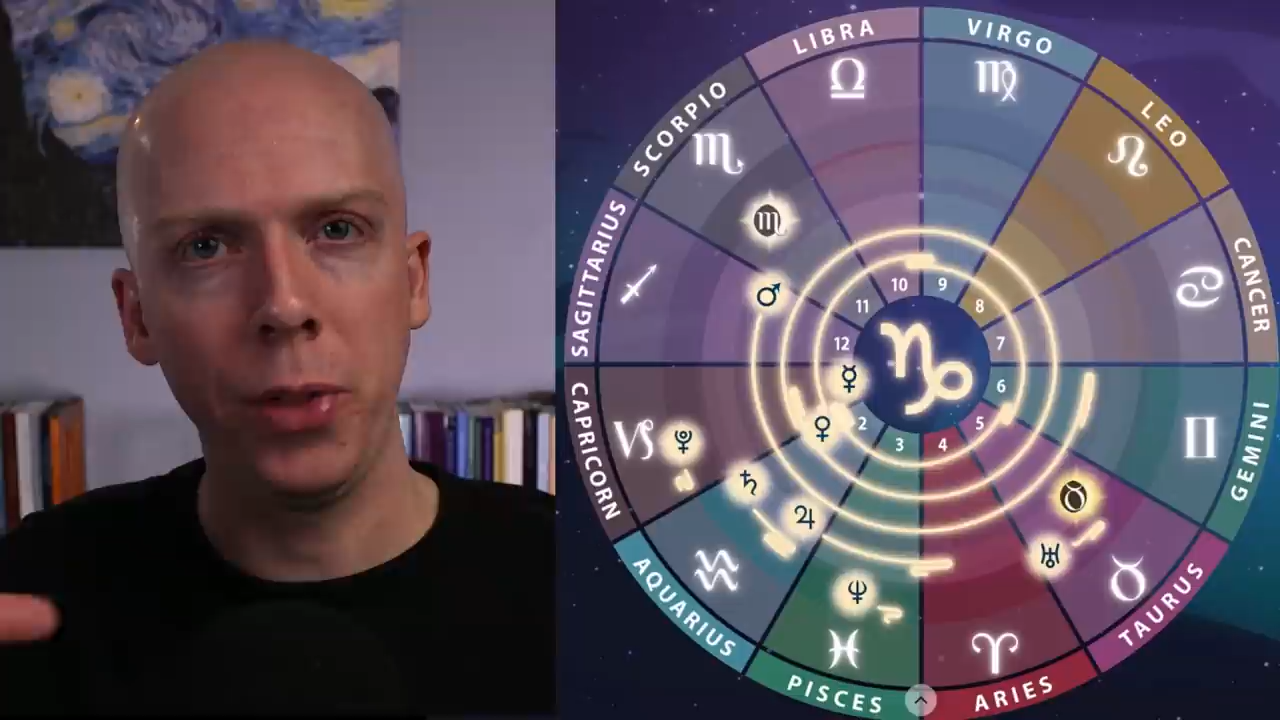 LIBRA
VIRGO
SCORPIO
LEO
SAGITTARIUS
CANCER
10
9
11
8
12
7
6
2
5
3
4
CAPRICORN
GEMINI
AQUARIUS
TAURUS
PISCES
ARIES